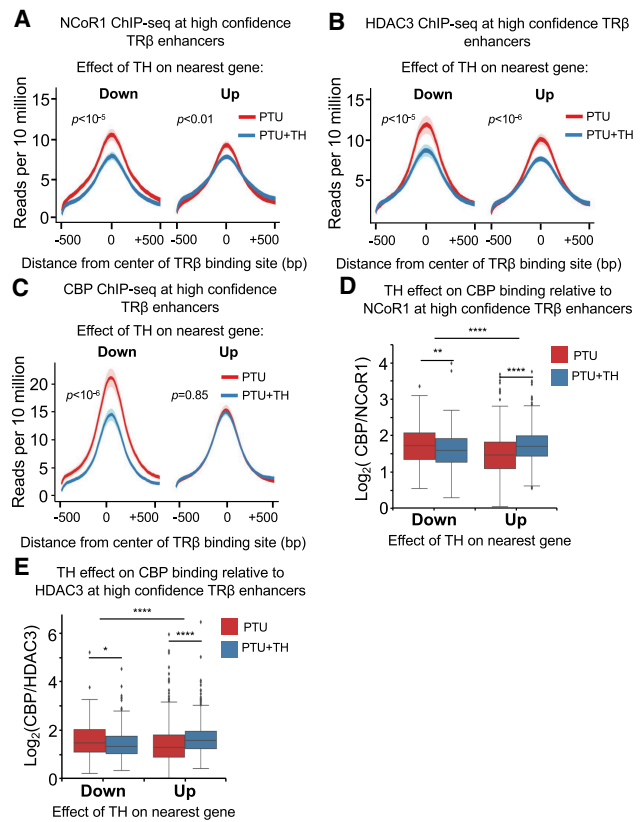 A
NCoR1 ChIP-seq at high confidence
TRβ enhancers
Effect of TH on nearest gene:
Down
Up
Reads per 10 million
15
10
5
0
p<10⁻⁵
p<0.01
PTU
PTU+TH
-500 0 +500
-500 0 +500
Distance from center of TRβ binding site (bp)
B
HDAC3 ChIP-seq at high confidence TRβ
enhancers
Effect of TH on nearest gene:
Down
Up
Reads per 10 million
15
10
5
p<10⁻⁵
p<10⁻⁶
PTU
PTU+TH
-500 0 +500
-500 0 +500
Distance from center of TRβ binding site (bp)
C
CBP ChIP-seq at high confidence
TRβ enhancers
Effect of TH on nearest gene:
Down
Up
Reads per 10 million
20
15
10
5
0
p<10⁻⁶
p=0.85
PTU
PTU+TH
-500 0 +500
-500 0 +500
Distance from center of TRβ binding site (bp)
D
TH effect on CBP binding relative to
NCoR1 at high confidence TRβ enhancers
****
**
****
PTU
PTU+TH
Log₂( CBP/NCoR1)
4
3
2
1
0
Down
Up
Effect of TH on nearest gene
E
TH effect on CBP binding relative to
HDAC3 at high confidence TRβ enhancers
****
*
****
PTU
PTU+TH
Log₂(CBP/HDAC3)
6
4
2
0
Down
Up
Effect of TH on nearest gene